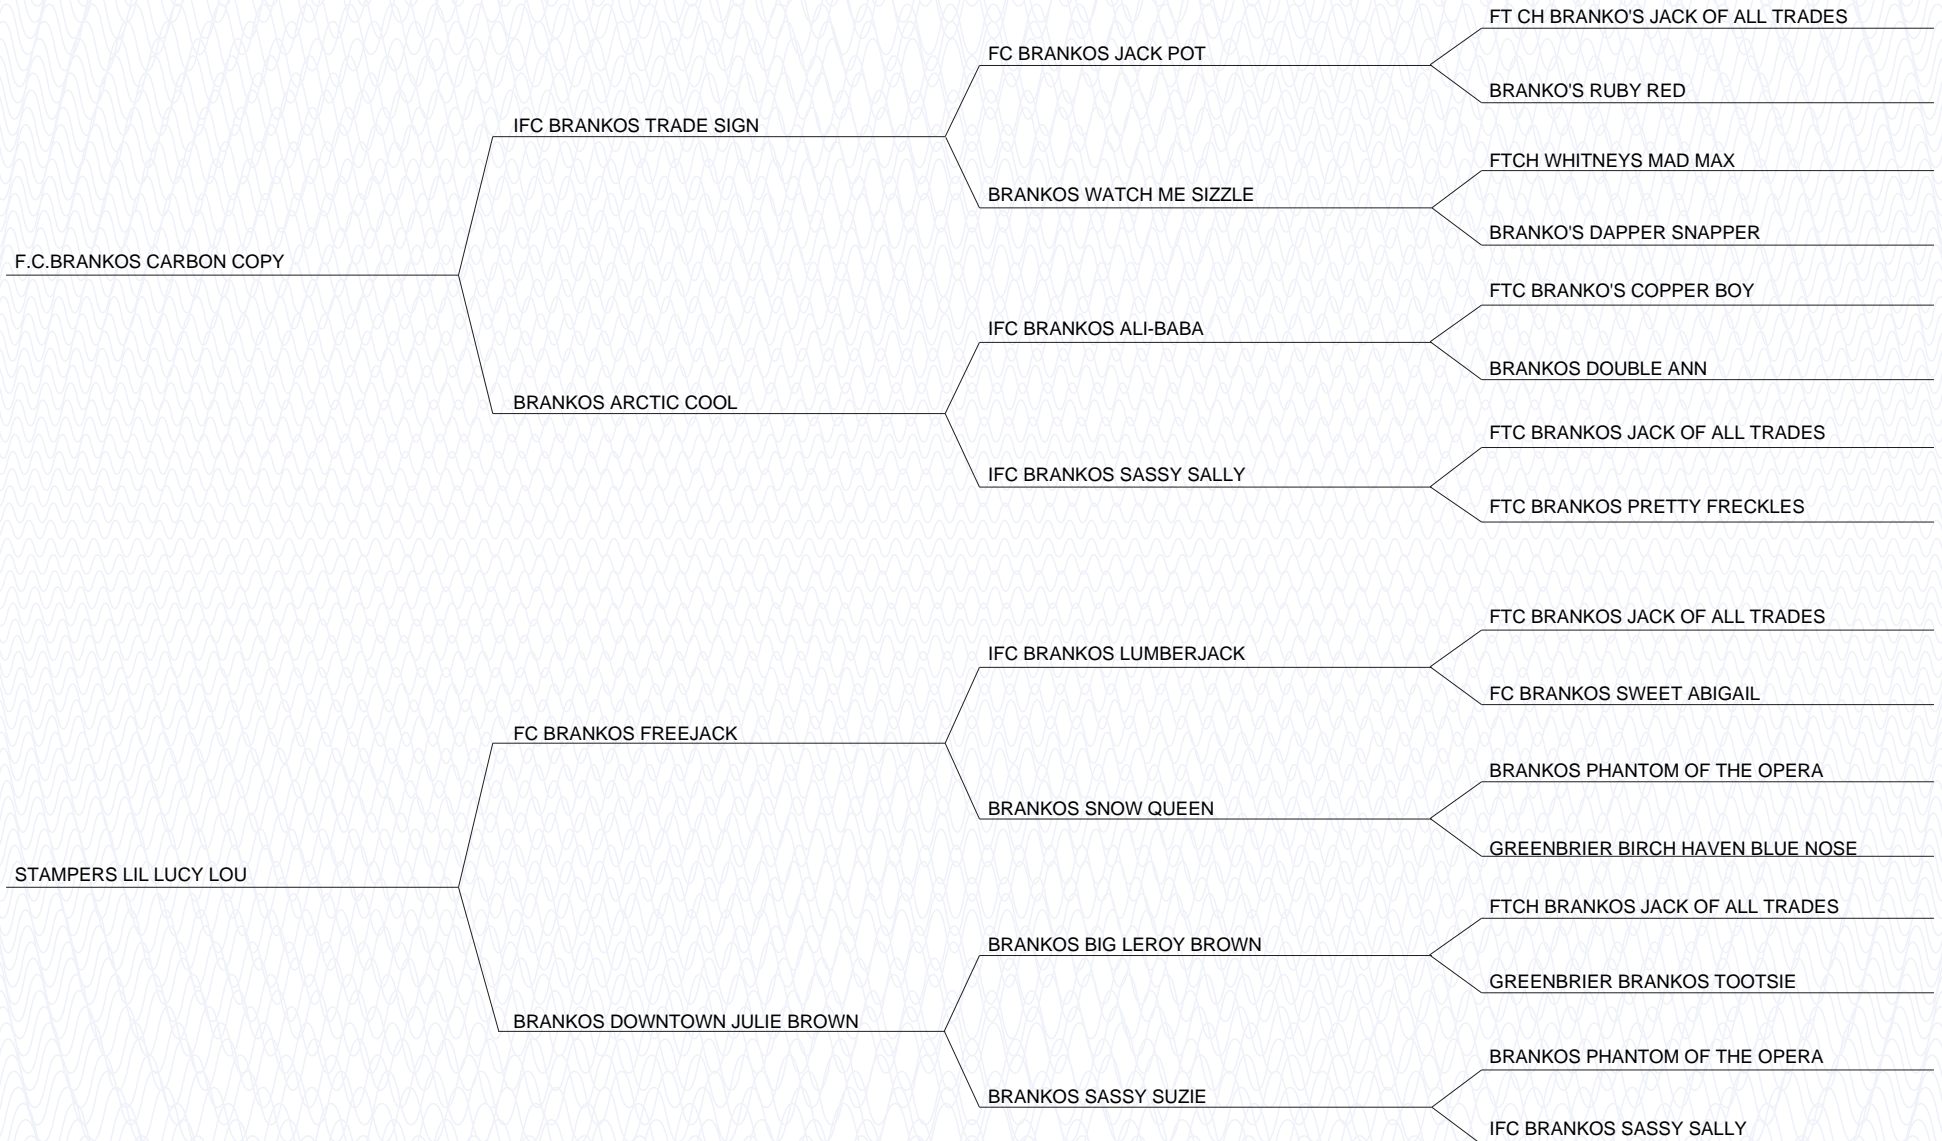 FT CH BRANKO'S JACK OF ALL TRADES
FC BRANKOS JACK POT
BRANKO'S RUBY RED
IFC BRANKOS TRADE SIGN
FTCH WHITNEYS MAD MAX
BRANKOS WATCH ME SIZZLE
BRANKO'S DAPPER SNAPPER
F.C.BRANKOS CARBON COPY
FTC BRANKO'S COPPER BOY
IFC BRANKOS ALI-BABA
BRANKOS DOUBLE ANN
BRANKOS ARCTIC COOL
FTC BRANKOS JACK OF ALL TRADES
IFC BRANKOS SASSY SALLY
FTC BRANKOS PRETTY FRECKLES
FTC BRANKOS JACK OF ALL TRADES
IFC BRANKOS LUMBERJACK
FC BRANKOS SWEET ABIGAIL
FC BRANKOS FREEJACK
BRANKOS PHANTOM OF THE OPERA
BRANKOS SNOW QUEEN
GREENBRIER BIRCH HAVEN BLUE NOSE
STAMPERS LIL LUCY LOU
FTCH BRANKOS JACK OF ALL TRADES
BRANKOS BIG LEROY BROWN
GREENBRIER BRANKOS TOOTSIE
BRANKOS DOWNTOWN JULIE BROWN
BRANKOS PHANTOM OF THE OPERA
BRANKOS SASSY SUZIE
IFC BRANKOS SASSY SALLY